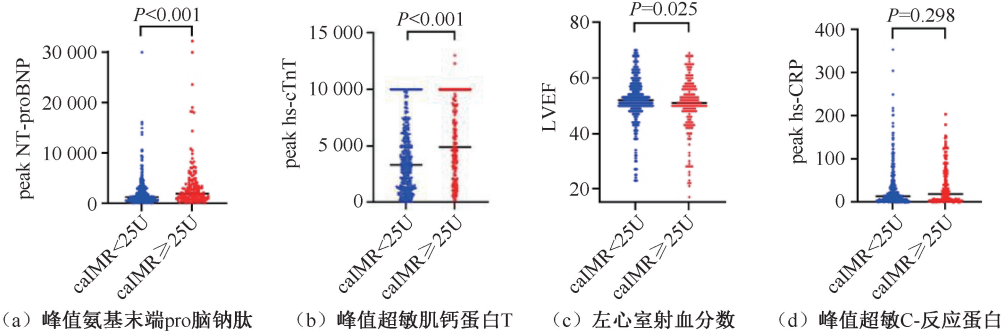 P<0.001
peak NT-proBNP
30 000
20 000
10 000
0
caIMR<25U
caIMR⩾25U
(a) 峰值氨基末端pro脑钠肽
P<0.001
peak hs-cTnT
15 000
10 000
5 000
0
caIMR<25U
caIMR⩾25U
(b) 峰值超敏肌钙蛋白T
P=0.025
LVEF
80
60
40
20
caIMR<25U
caIMR⩾25U
(c) 左心室射血分数
P=0.298
peak hs-CRP
400
300
200
100
0
caIMR<25U
caIMR⩾25U
(d) 峰值超敏C-反应蛋白